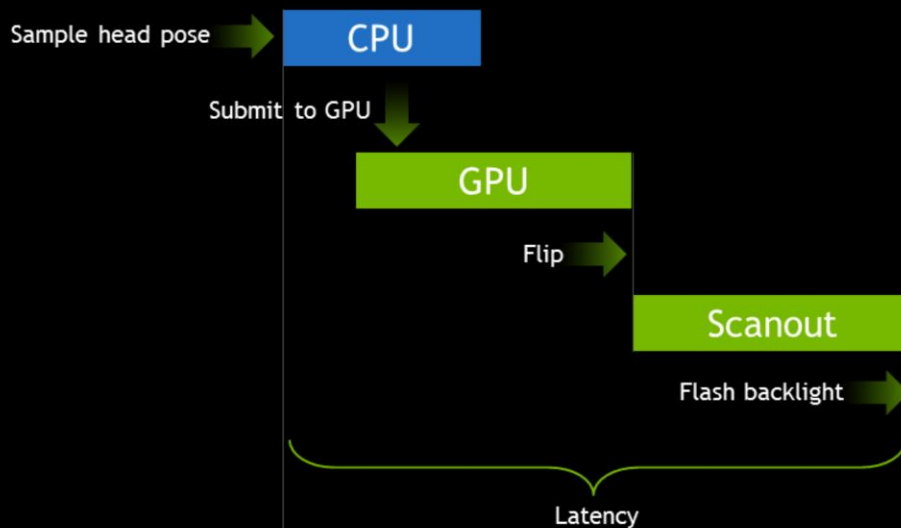 Sample head pose
CPU
Submit to GPU
GPU
Flip
Scanout
Flash backlight
Latency